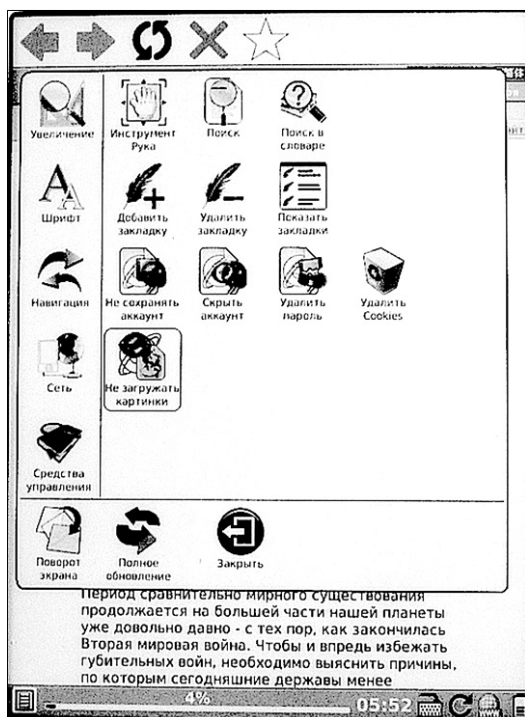 Увеличение
Инструмент
Рука
Поиск
Поиск в
словаре
Шрифт
Добавить
закладку
Удалить
закладку
Показать
закладки
Навигация
Не сохранять
аккаунт
Скрыть
аккаунт
Удалить
пароль
Удалить
Cookies
Сеть
Не загружать
картинки
Средства
управления
Поворот
экрана
Полное
обновление
Закрыть
Период сравнительно мирного существования
продолжается на большей части нашей планеты
уже довольно давно - с тех пор, как закончилась
Вторая мировая война. Чтобы и впредь избежать
губительных войн, необходимо выяснить причины,
по которым сегодняшние державы менее
4%
05:52